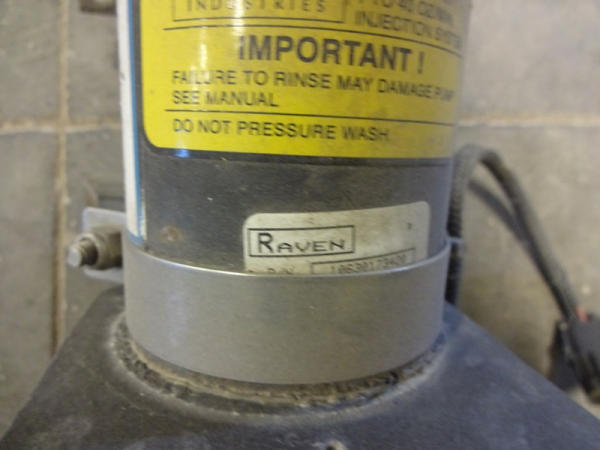 INDUSTRIES
INJECTION SYSTEM
IMPORTANT !
FAILURE TO RINSE MAY DAMAGE PUMP
SEE MANUAL
DO NOT PRESSURE WASH
RAVEN
P/N